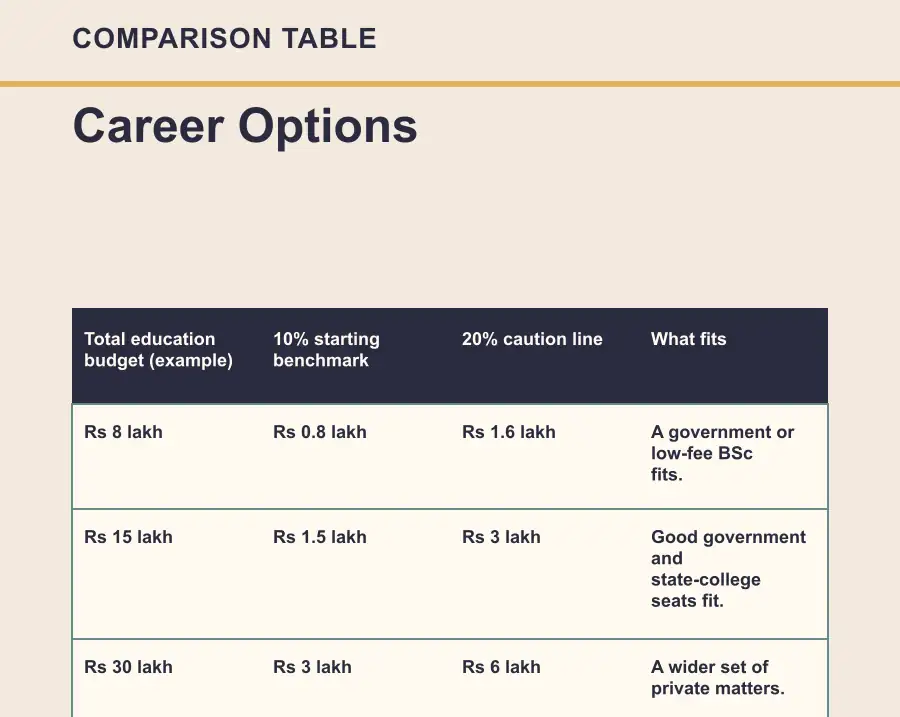 COMPARISON TABLE
Career Options
Total education
budget (example)
10% starting
benchmark
20% caution line
What fits
Rs 8 lakh
Rs 0.8 lakh
Rs 1.6 lakh
A government or
low-fee BSc
fits.
Rs 15 lakh
Rs 1.5 lakh
Rs 3 lakh
Good government
and
state-college
seats fit.
Rs 30 lakh
Rs 3 lakh
Rs 6 lakh
A wider set of
private matters.